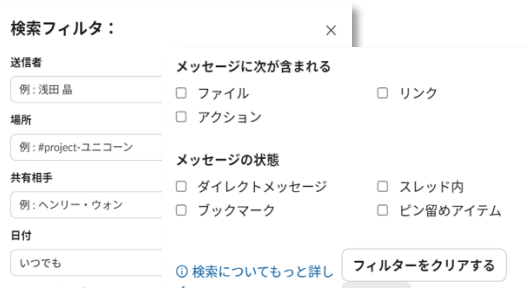 検索フィルタ：
送信者
例 : 浅田 晶
場所
例 : #project-ユニコーン
共有相手
例 : ヘンリー・ウォン
日付
いつでも
メッセージに次が含まれる
ファイル
リンク
アクション
メッセージの状態
ダイレクトメッセージ
スレッド内
ブックマーク
ピン留めアイテム
検索についてもっと詳し
フィルターをクリアする